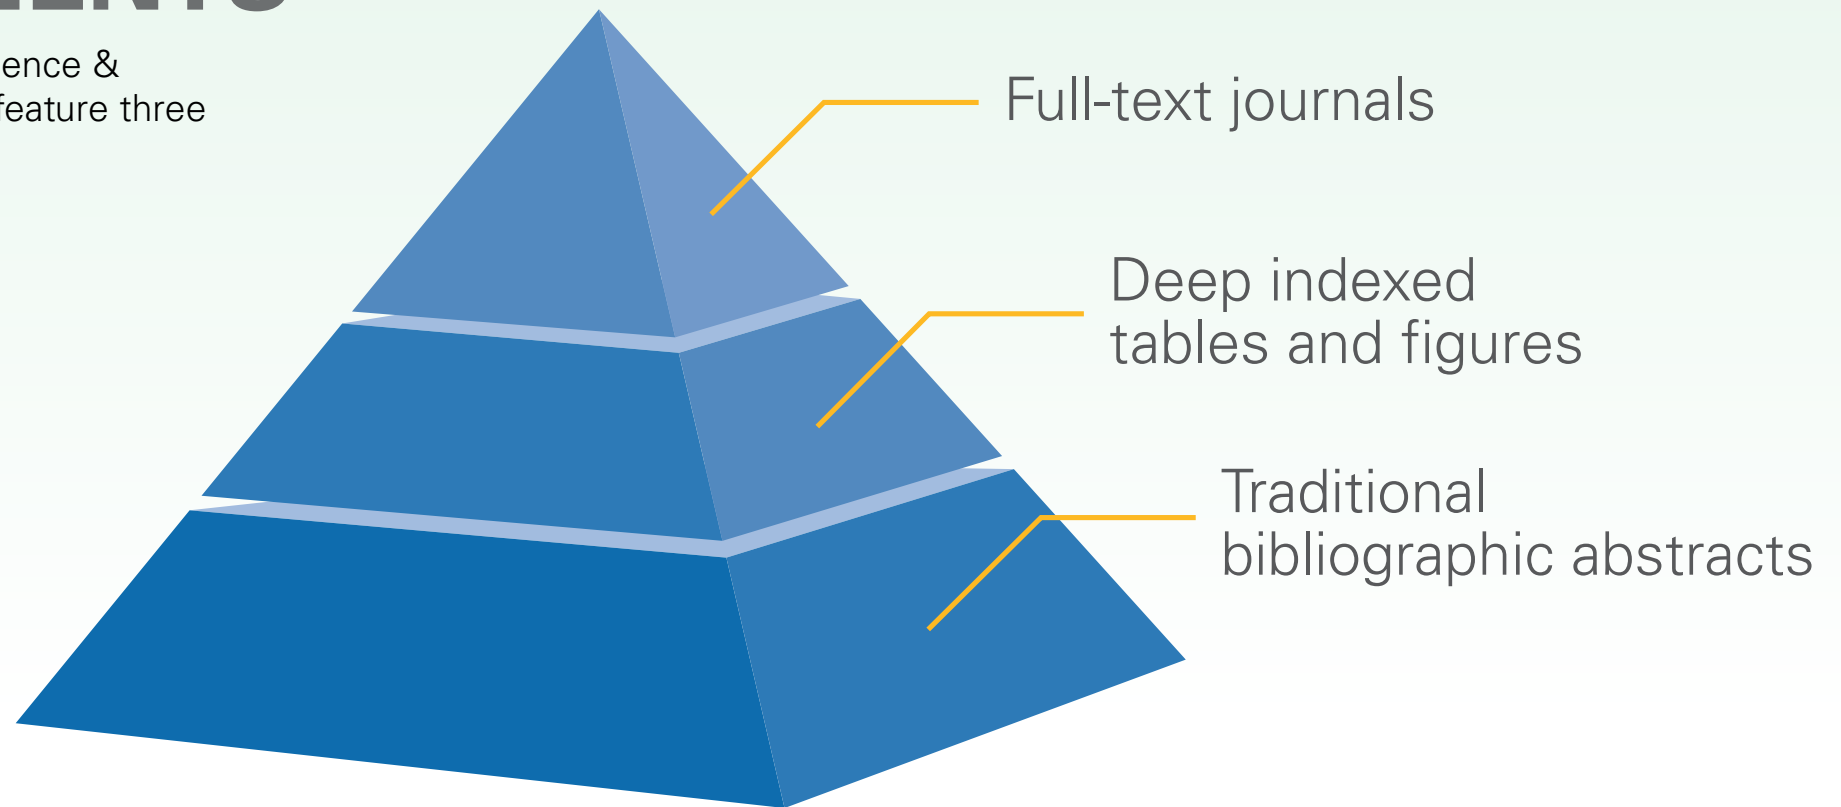 ence &
feature three
Full-text journals
Deep indexed
tables and figures
Traditional
bibliographic abstracts